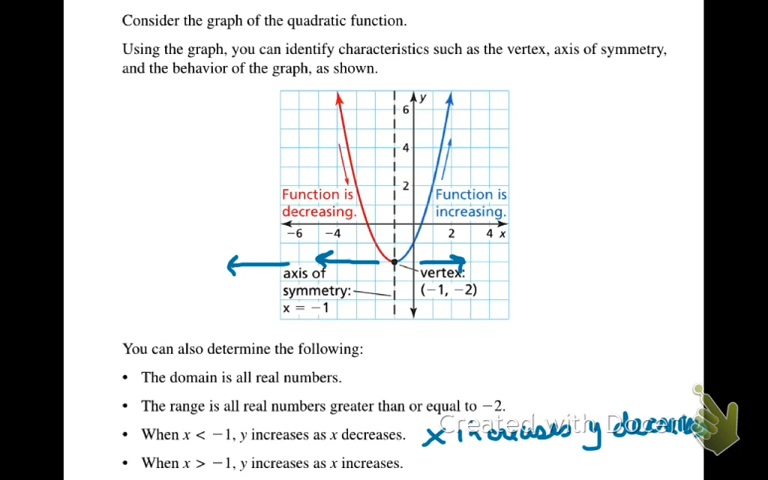 Consider the graph of the quadratic function.
Using the graph, you can identify characteristics such as the vertex, axis of symmetry,
and the behavior of the graph, as shown.
y
6
4
2
Function is
decreasing.
Function is
increasing.
−6 −4 2 4 x
axis of
symmetry:
x = −1
vertex:
(−1, −2)
You can also determine the following:
• The domain is all real numbers.
• The range is all real numbers greater than or equal to −2.
Created with
• When x < −1, y increases as x decreases. x increases y
• When x > −1, y increases as x increases.